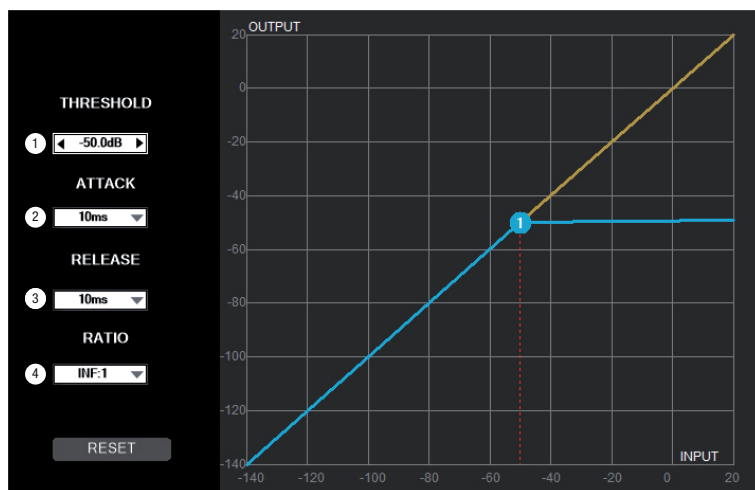 THRESHOLD
1 -50.0dB
ATTACK
2 10ms
RELEASE
3 10ms
RATIO
4 INF:1
RESET
OUTPUT
20
0
-20
-40
1
-60
-80
-100
-120
-140
INPUT
-140 -120 -100 -80 -60 -40 -20 0 20